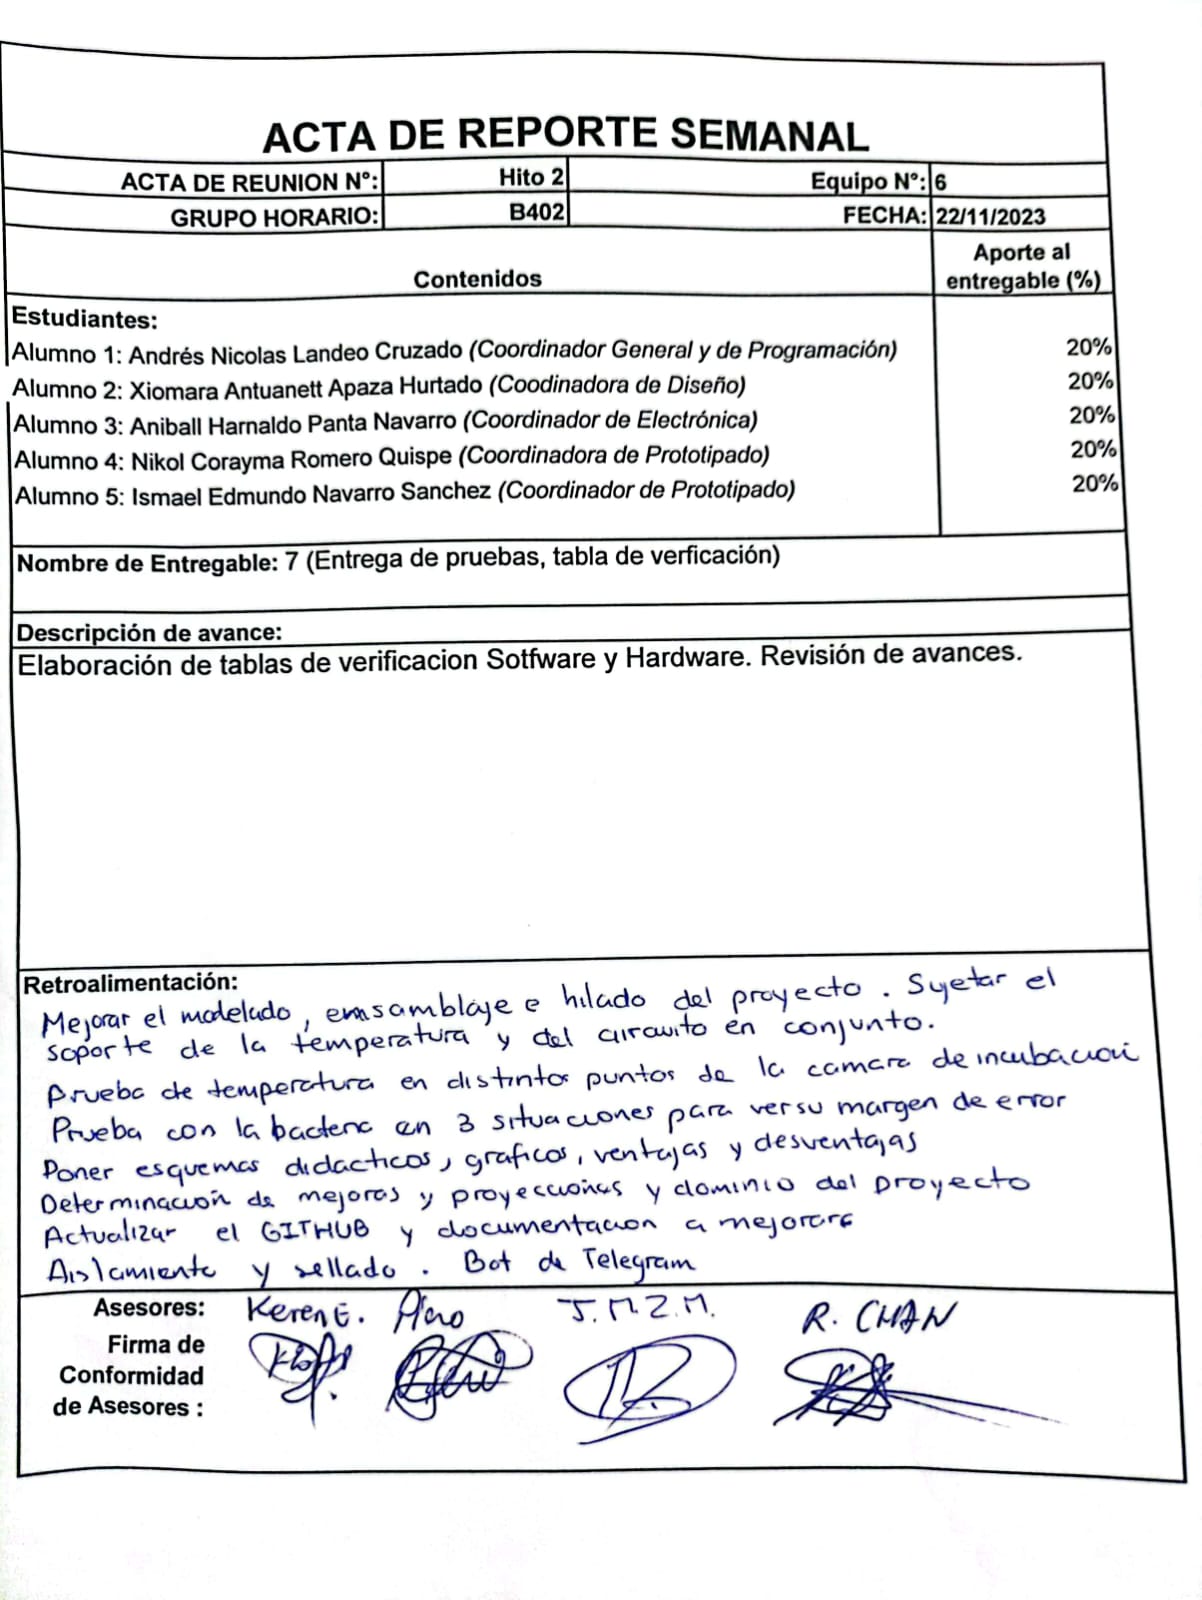 ACTA DE REPORTE SEMANAL
ACTA DE REUNION N°: Hito 2 Equipo N°: 6
GRUPO HORARIO: B402 FECHA: 22/11/2023
Contenidos Aporte al entregable (%)
Estudiantes:
Alumno 1: Andrés Nicolas Landeo Cruzado (Coordinador General y de Programación) 20%
Alumno 2: Xiomara Antuanett Apaza Hurtado (Coodinadora de Diseño) 20%
Alumno 3: Aniball Harnaldo Panta Navarro (Coordinador de Electrónica) 20%
Alumno 4: Nikol Corayma Romero Quispe (Coordinadora de Prototipado) 20%
Alumno 5: Ismael Edmundo Navarro Sanchez (Coordinador de Prototipado) 20%
Nombre de Entregable: 7 (Entrega de pruebas, tabla de verficación)
Descripción de avance:
Elaboración de tablas de verificacion Sotfware y Hardware. Revisión de avances.
Retroalimentación:
Mejorar el modelado, emsamblaje e hilado del proyecto. Sujetar el
soporte de la temperatura y del circuito en conjunto.
Prueba de temperatura en distintos puntos de la camara de incubación
Prueba con la bacteria en 3 situaciones para ver su margen de error
Poner esquemas didacticos, graficos, ventajas y desventajas
Determinación de mejoras y proyecciones y dominio del proyecto
Actualizar el GITHUB y documentacion a mejorar
Aislamiento y sellado. Bot de Telegram
Asesores: Keren E. J.M.Z.M. R. CHAN
Firma de
Conformidad
de Asesores :